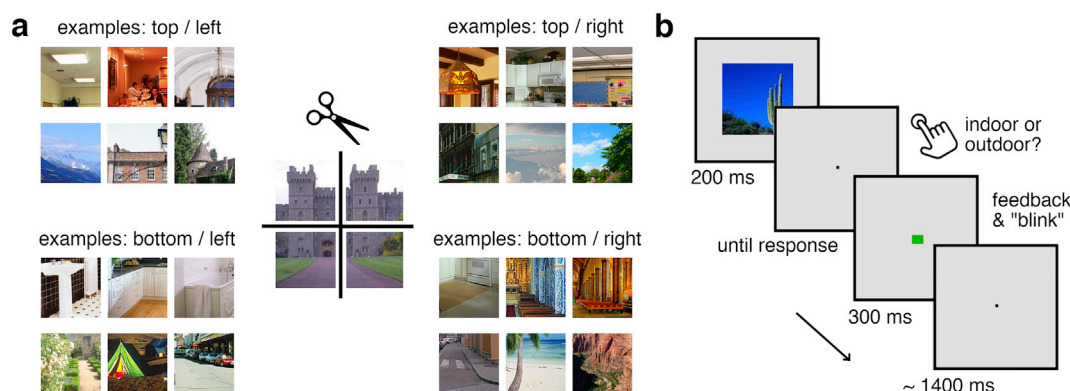 a
examples: top / left
examples: top / right
examples: bottom / left
examples: bottom / right
b
200 ms
indoor or
outdoor?
until response
feedback
& "blink"
300 ms
~ 1400 ms